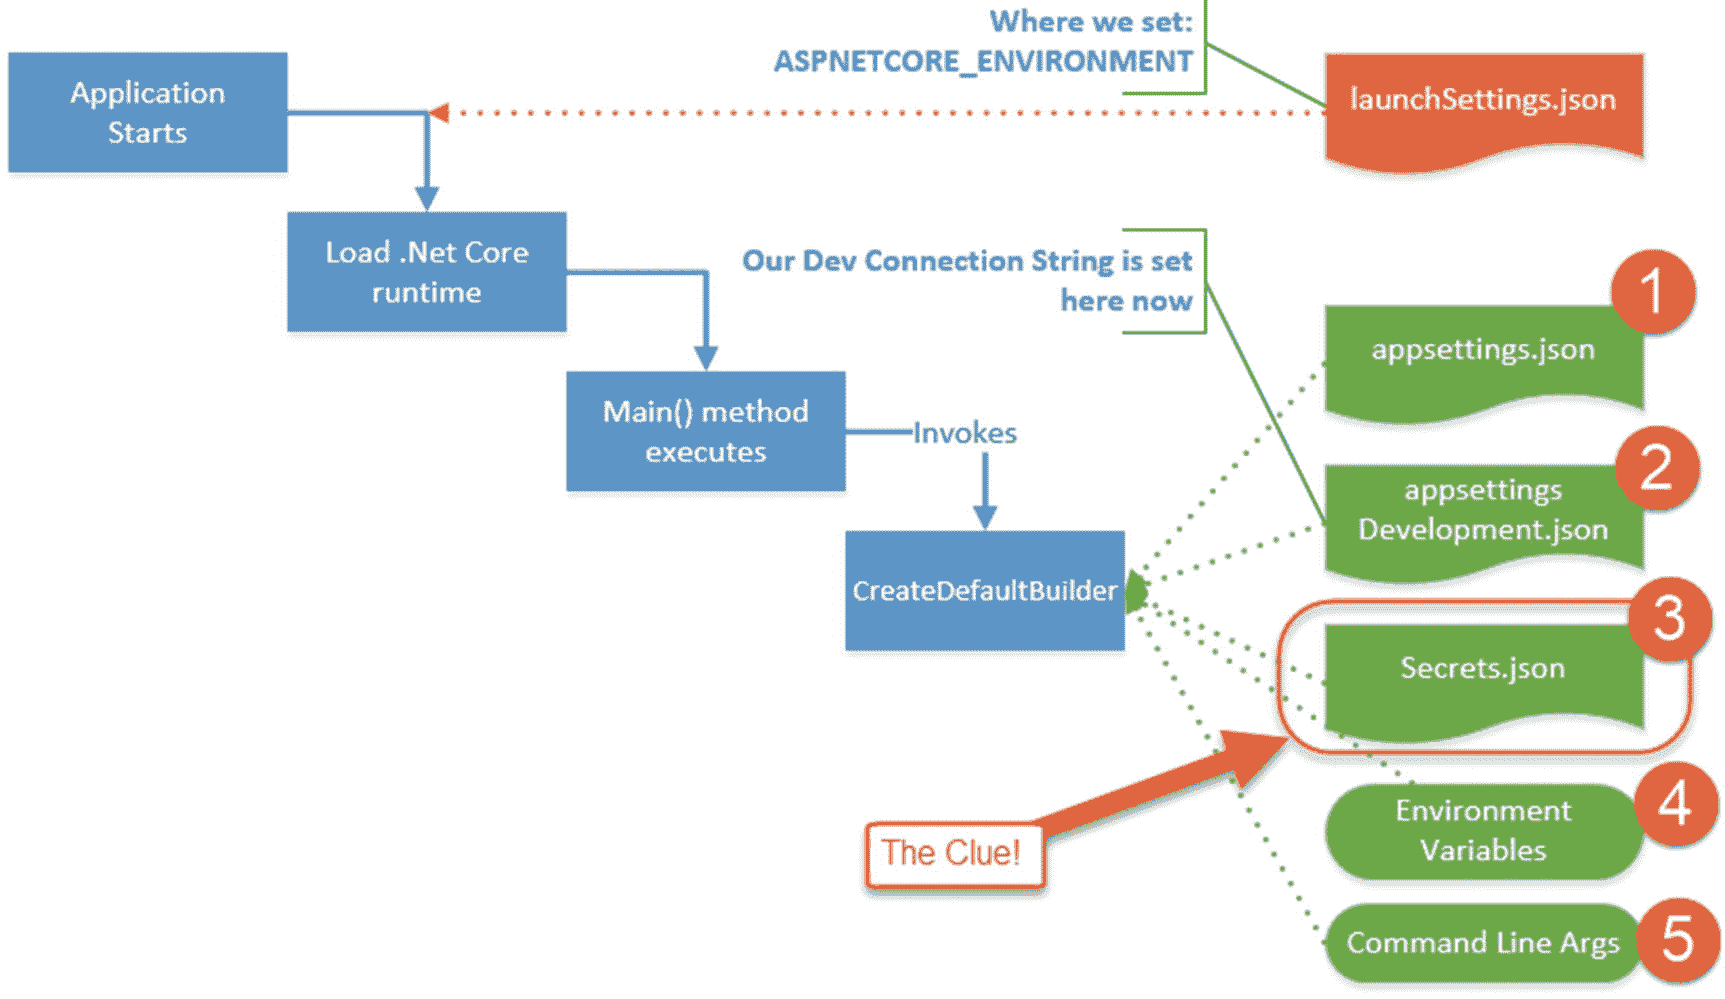 Where we set:
ASPNETCORE_ENVIRONMENT
Application
Starts
launchSettings.json
Load .Net Core
runtime
Our Dev Connection String is set
here now
1
appsettings.json
Main() method
executes
Invokes
2
appsettings
Development.json
CreateDefaultBuilder
3
Secrets.json
The Clue!
4
Environment
Variables
5
Command Line Args